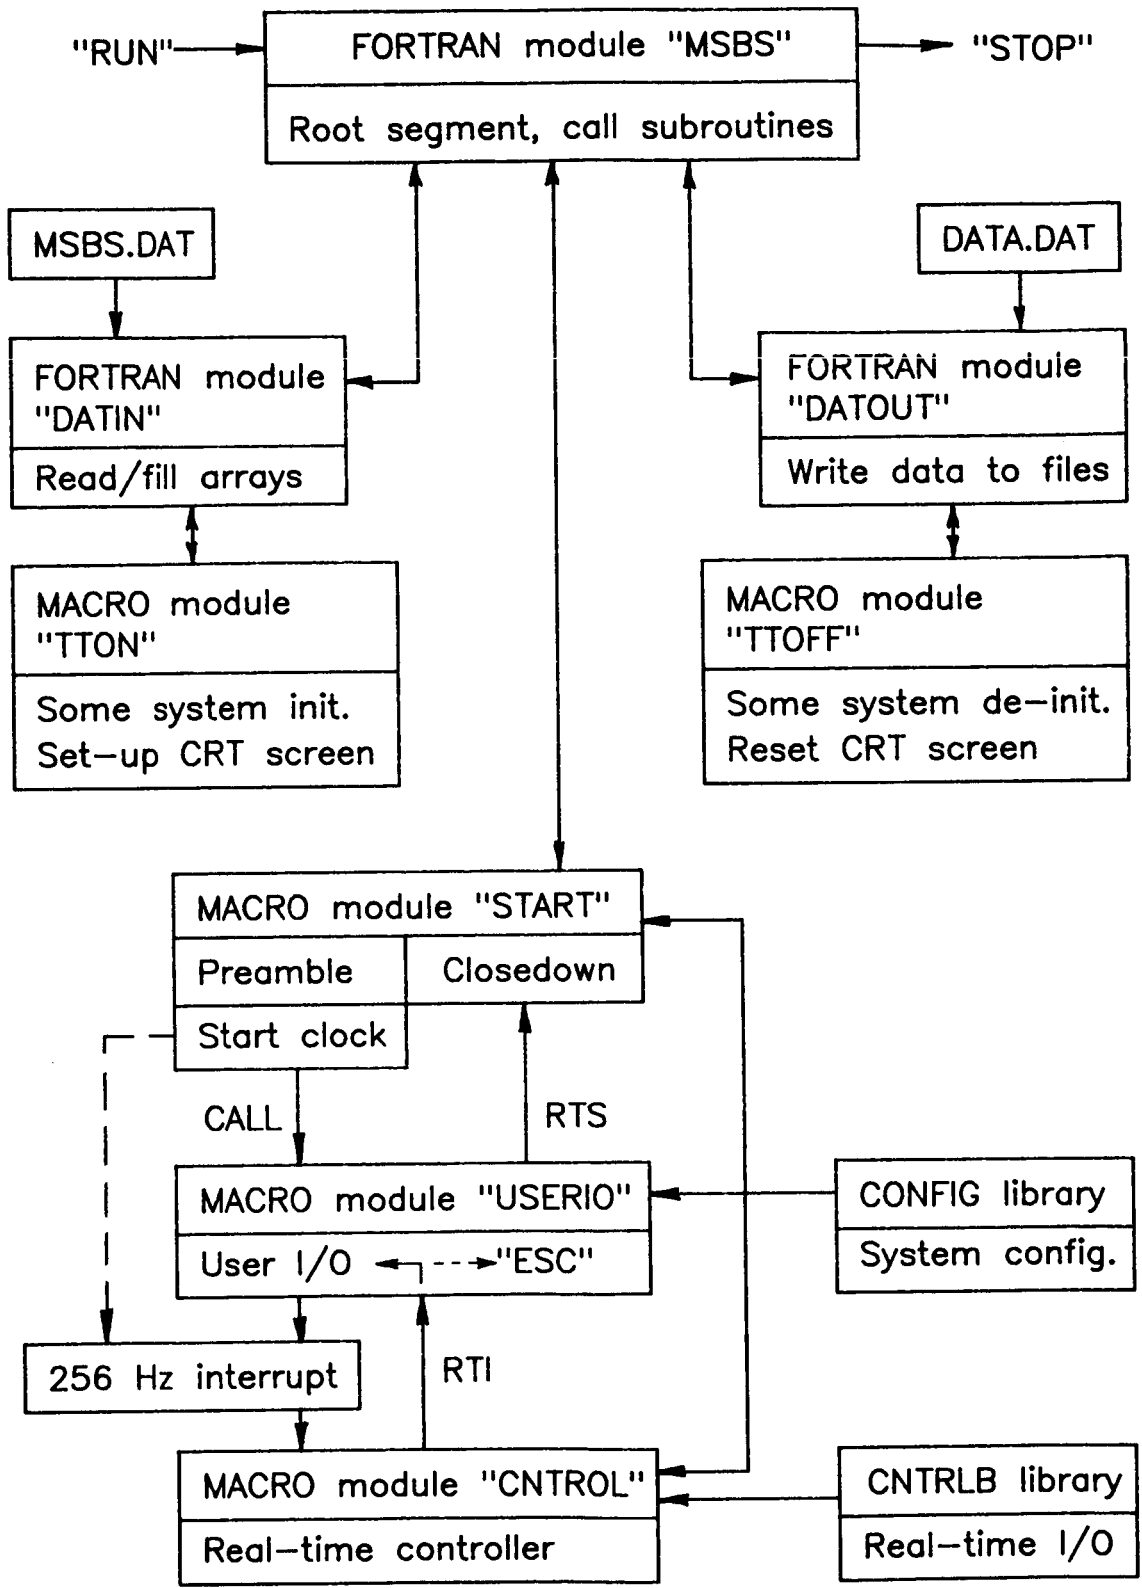 "RUN"
FORTRAN module "MSBS"
"STOP"
Root segment, call subroutines
MSBS.DAT
DATA.DAT
FORTRAN module
"DATIN"
Read/fill arrays
FORTRAN module
"DATOUT"
Write data to files
MACRO module
"TTON"
Some system init.
Set-up CRT screen
MACRO module
"TTOFF"
Some system de-init.
Reset CRT screen
MACRO module "START"
Preamble
Closedown
Start clock
CALL
RTS
MACRO module "USERIO"
User I/O
"ESC"
CONFIG library
System config.
256 Hz interrupt
RTI
MACRO module "CNTROL"
Real-time controller
CNTRLB library
Real-time I/O